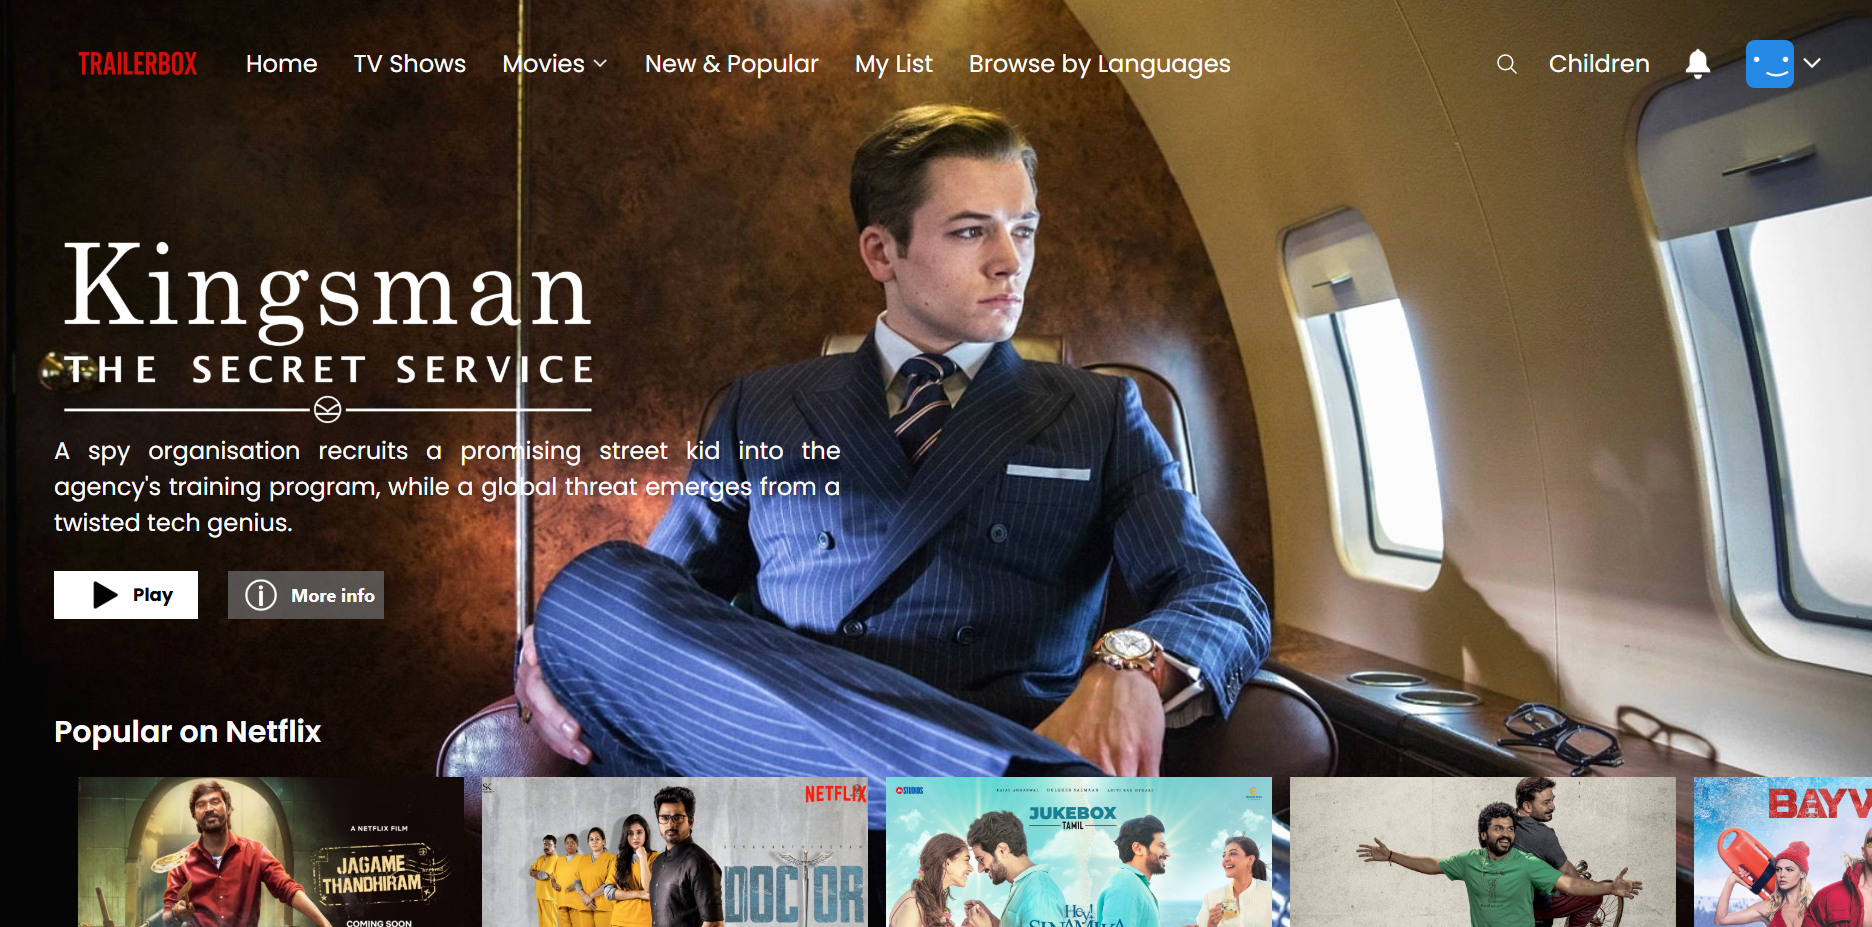 TRAILERBOX Home TV Shows Movies New & Popular My List Browse by Languages Children
Kingsman
THE SECRET SERVICE
A spy organisation recruits a promising street kid into the
agency's training program, while a global threat emerges from a
twisted tech genius.
Play More info
Popular on Netflix
A NETFLIX FILM
JAGAME
THANDHIRAM
COMING SOON
SK
NETFLIX
DOCTOR
STUDIOS
JUKEBOX
TAMIL
Hey!
SINAMIKA
BAYW